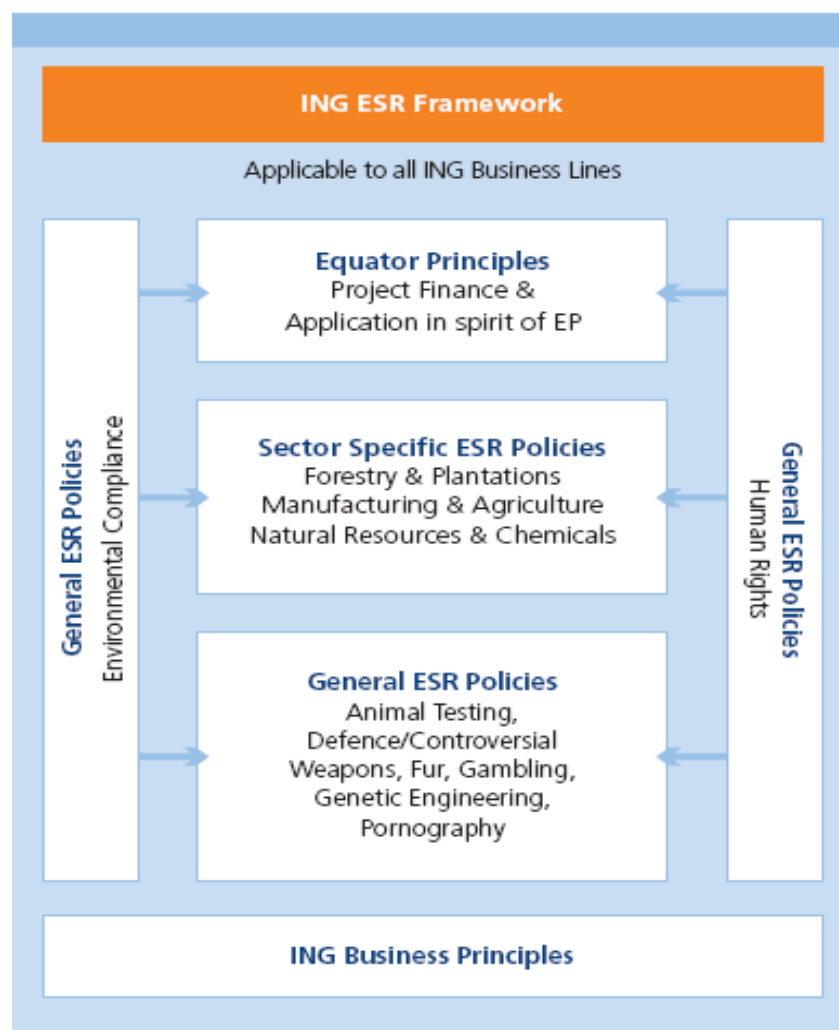 ING ESR Framework
Applicable to all ING Business Lines
General ESR Policies
Environmental Compliance
Equator Principles
Project Finance &
Application in spirit of EP
Sector Specific ESR Policies
Forestry & Plantations
Manufacturing & Agriculture
Natural Resources & Chemicals
General ESR Policies
Animal Testing,
Defence/Controversial
Weapons, Fur, Gambling,
Genetic Engineering,
Pornography
General ESR Policies
Human Rights
ING Business Principles